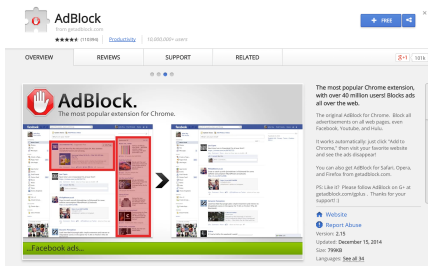 AdBlock
from getadblock.com
Productivity
10,000,000+ users
+ FREE
OVERVIEW
REVIEWS
SUPPORT
RELATED
g+1
AdBlock.
The most popular extension for Chrome.
...Facebook ads...
The most popular Chrome extension,
with over 40 million users! Blocks ads
all over the web.
The original AdBlock for Chrome. Block all
advertisements on all web pages, even
Facebook, Youtube, and Hulu.
It works automatically: just click "Add to
Chrome," then visit your favorite website
and see the ads disappear!
You can also get AdBlock for Safari, Opera,
and Firefox from getadblock.com.
PS: Like it? Please follow AdBlock on G+ at
getadblock.com/gplus . Thanks for your
support! :)
Website
Report Abuse
Version: 2.15
Updated: December 15, 2014
Size: 799KB
Languages: See all 34